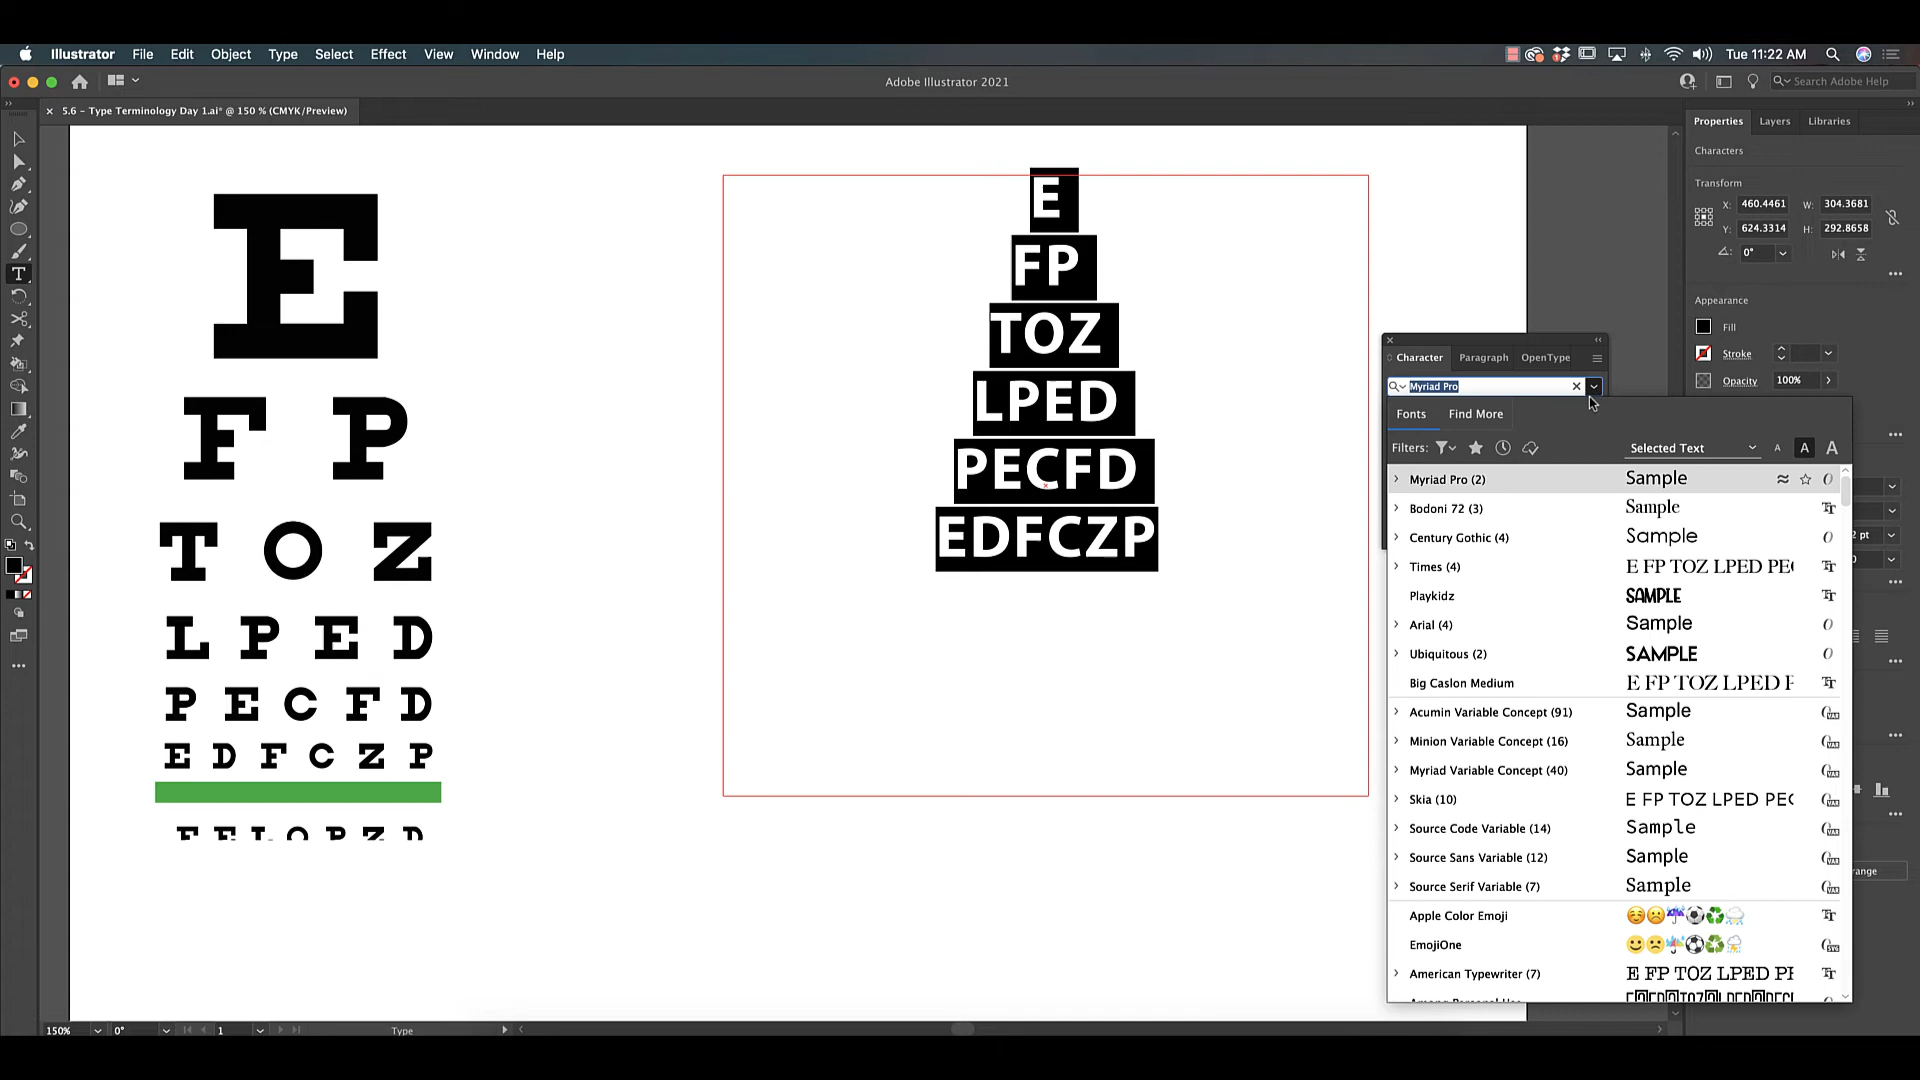 Illustrator File Edit Object Type Select Effect View Window Help
Tue 11:22 AM
Adobe Illustrator 2021
Search Adobe Help
5.6 - Type Terminology Day 1.ai* @ 150 % (CMYK/Preview)
E
F P
T O Z
L P E D
P E C F D
E D F C Z P
E
FP
TOZ
LPED
PECFD
EDFCZP
Properties Layers Libraries
Characters
Transform
X: 460.4461 W: 304.3681
Y: 624.3314 H: 292.8658
0°
Appearance
Fill
Stroke
Opacity 100%
Character Paragraph OpenType
Myriad Pro
Fonts Find More
Filters: Selected Text A A A
Myriad Pro (2) Sample
Bodoni 72 (3) Sample
Century Gothic (4) Sample
Times (4) E FP TOZ LPED PE
Playkidz SAMPLE
Arial (4) Sample
Ubiquitous (2) SAMPLE
Big Caslon Medium E FP TOZ LPED
Acumin Variable Concept (91) Sample
Minion Variable Concept (16) Sample
Myriad Variable Concept (40) Sample
Skia (10) E FP TOZ LPED PEC
Source Code Variable (14) Sample
Source Sans Variable (12) Sample
Source Serif Variable (7) Sample
Apple Color Emoji
EmojiOne
American Typewriter (7) E FP TOZ LPED PE
2 pt
ange
150% 0° 1 Type